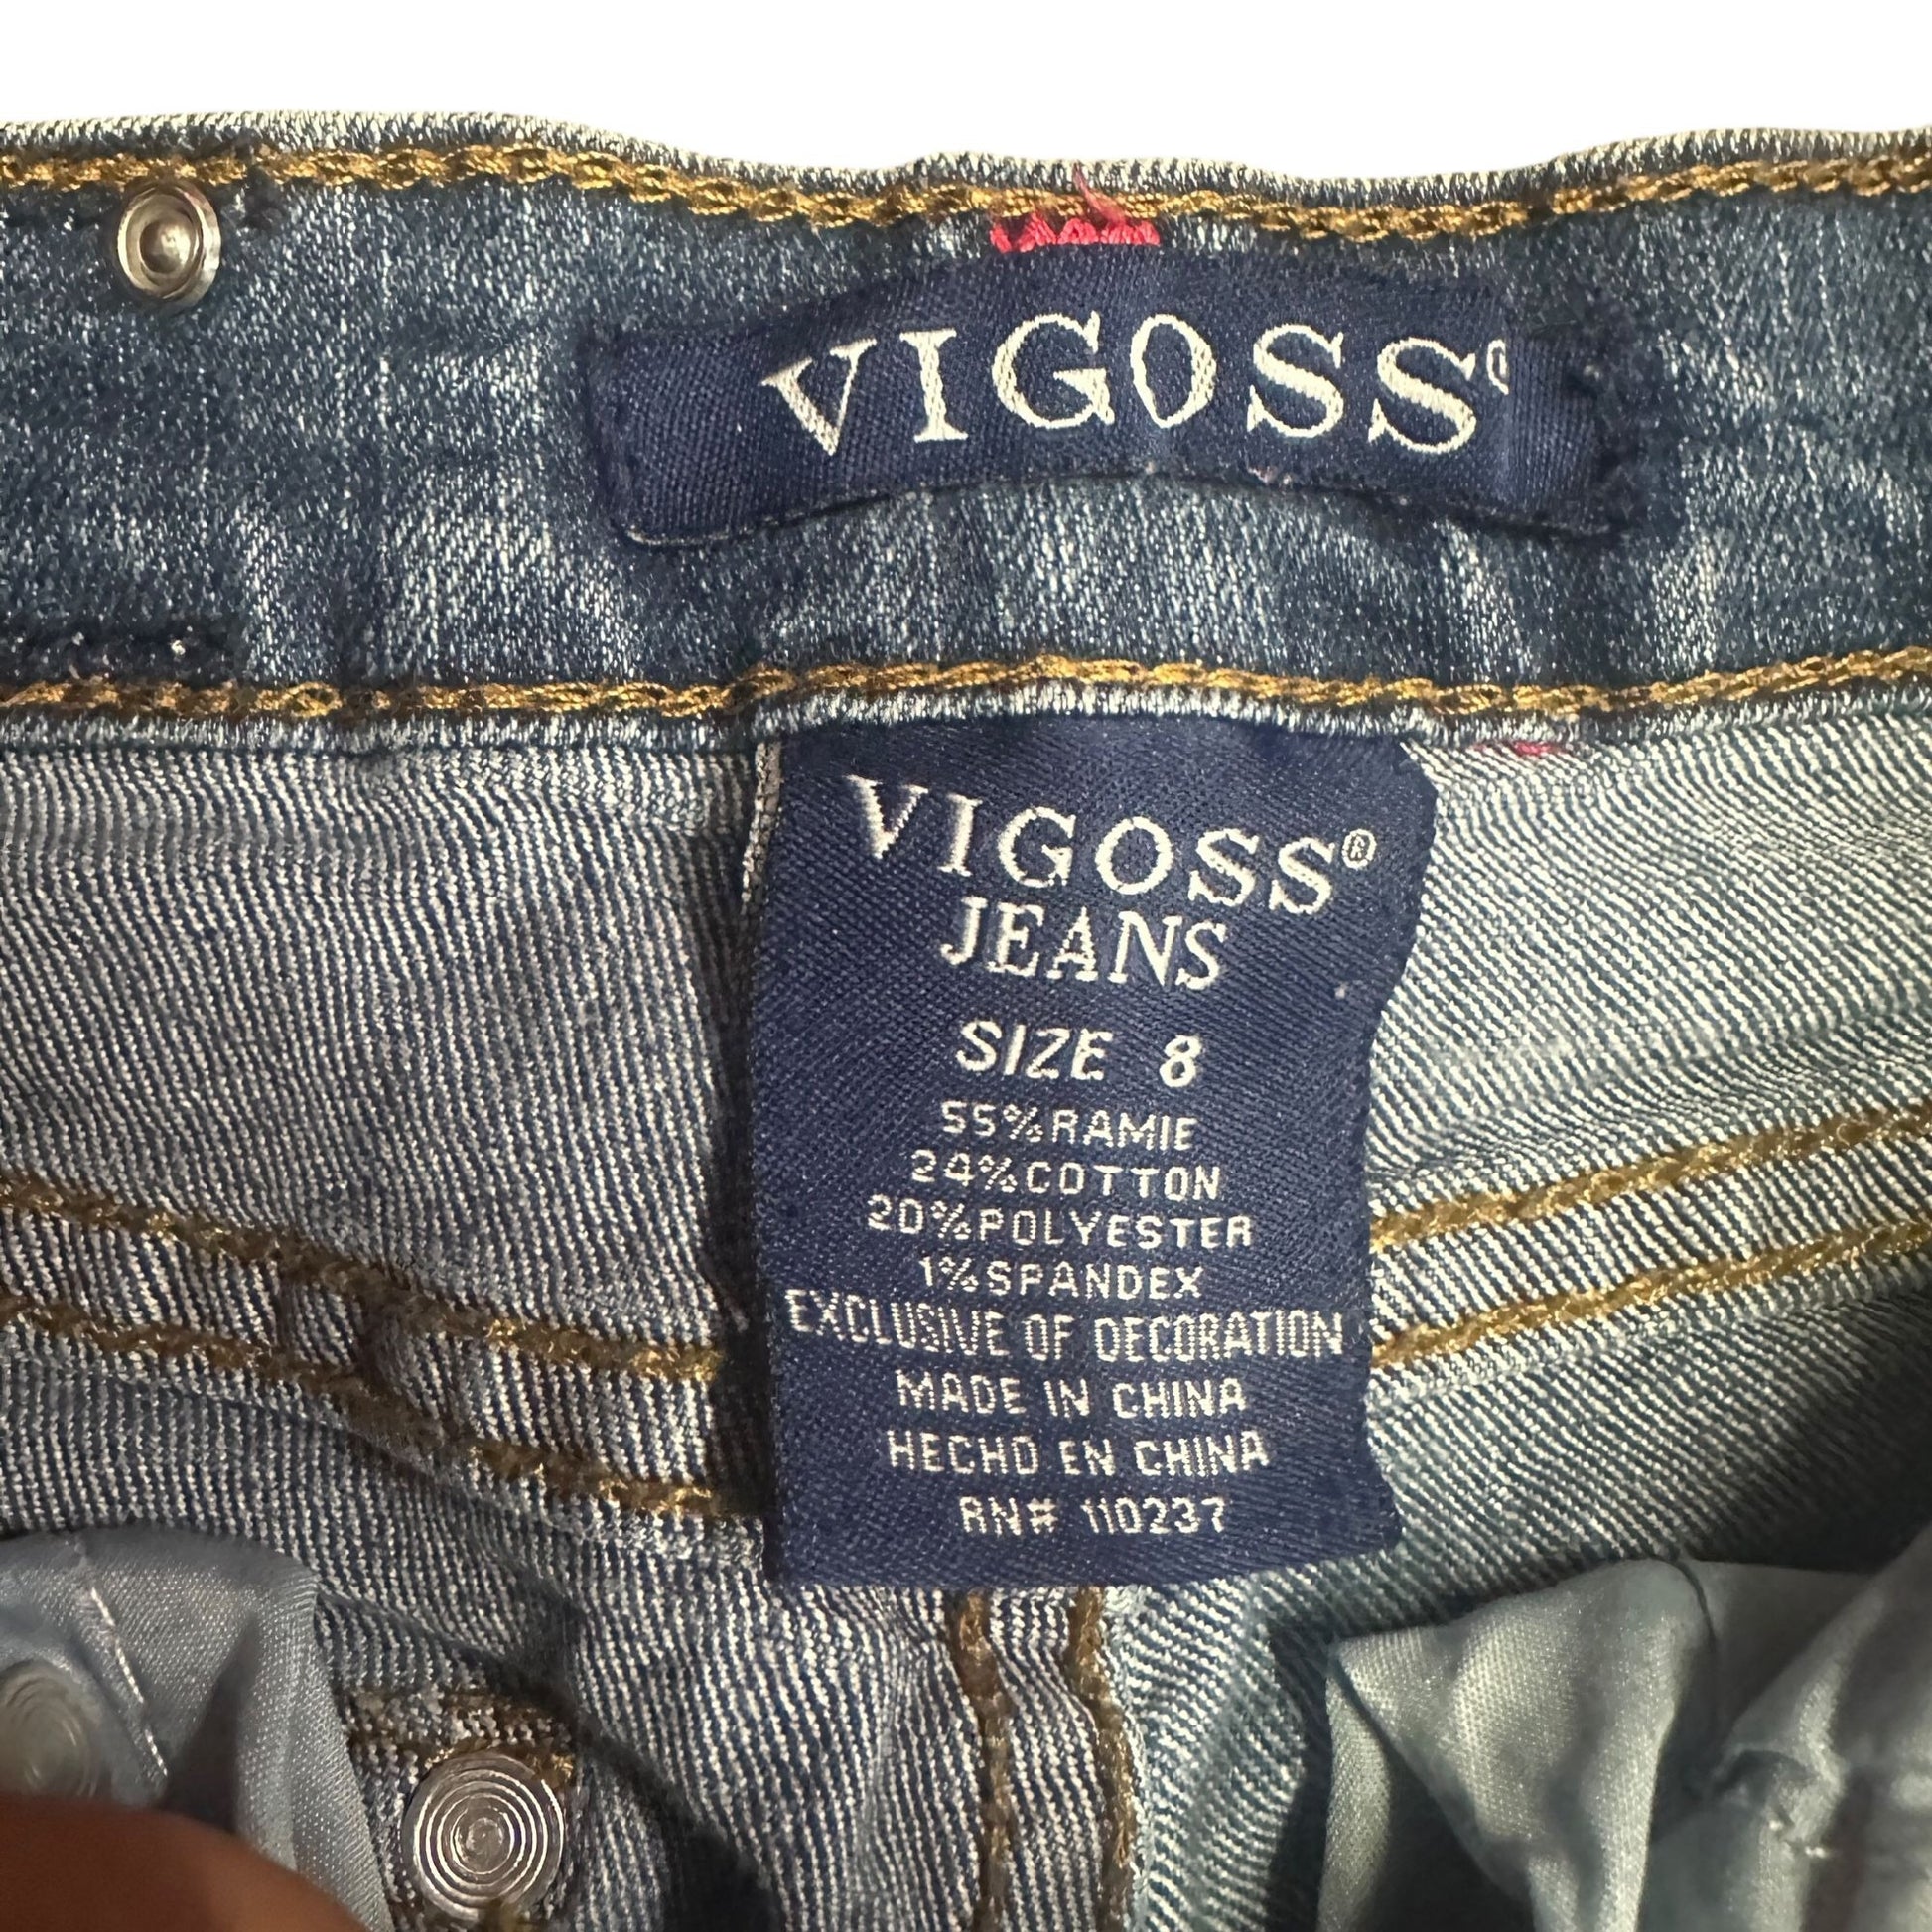 VIGOSS
VIGOSS®
JEANS
SIZE 8
55%RAMIE
24%COTTON
20%POLYESTER
1%SPANDEX
EXCLUSIVE OF DECORATION
MADE IN CHINA
HECHO EN CHINA
RN# 110237